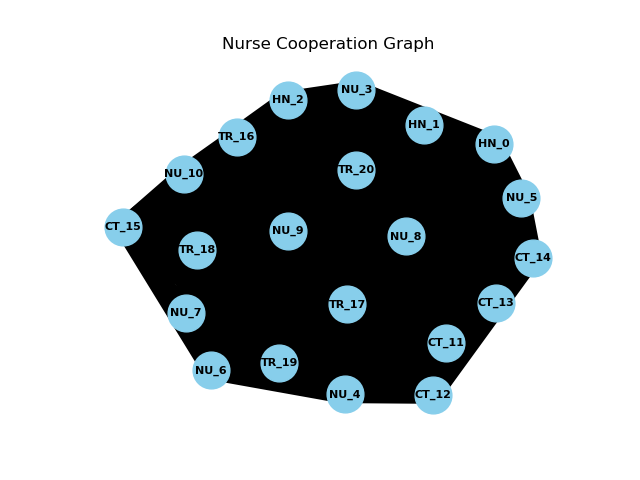 Nurse Cooperation Graph
NU_3
HN_2
HN_1
TR_16
HN_0
TR_20
NU_10
NU_5
CT_15
NU_9
NU_8
TR_18
CT_14
CT_13
TR_17
NU_7
CT_11
TR_19
NU_6
NU_4
CT_12